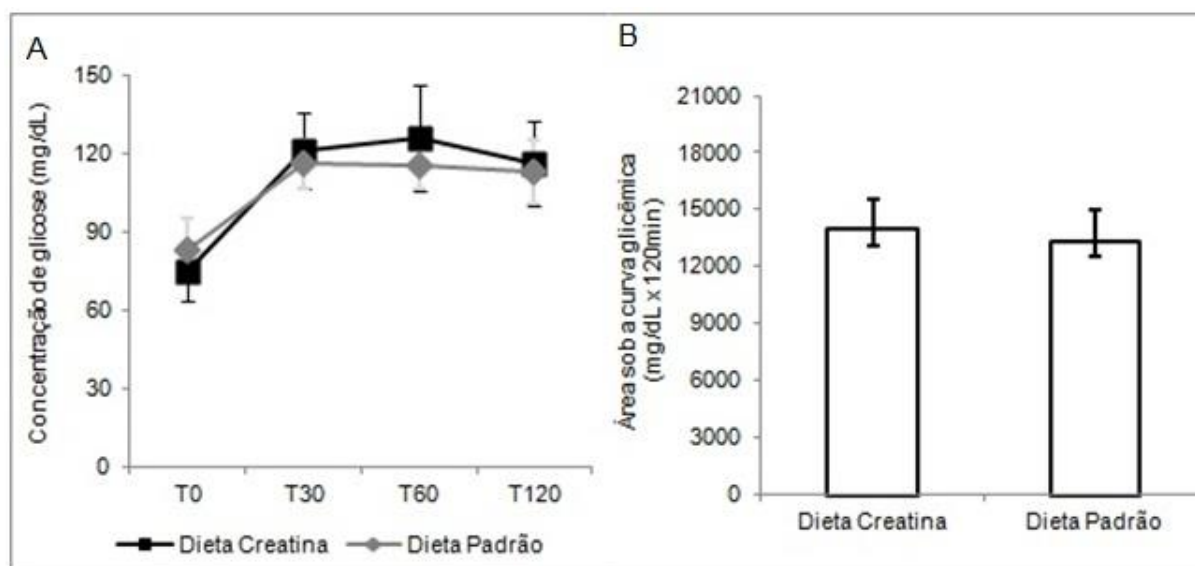 A
Concentração de glicose (mg/dL)
150
120
90
60
30
0
T0 T30 T60 T120
Dieta Creatina Dieta Padrão
B
Área sob a curva glicêmica
(mg/dL x 120min)
21000
18000
15000
12000
9000
6000
3000
0
Dieta Creatina Dieta Padrão